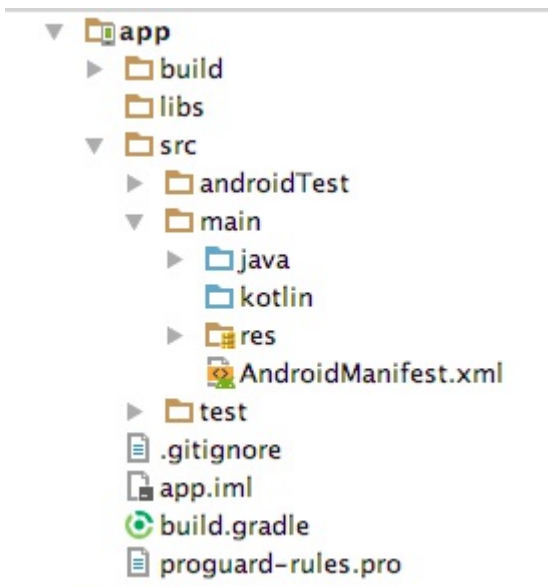 app
build
libs
src
androidTest
main
java
kotlin
res
AndroidManifest.xml
test
.gitignore
app.iml
build.gradle
proguard-rules.pro